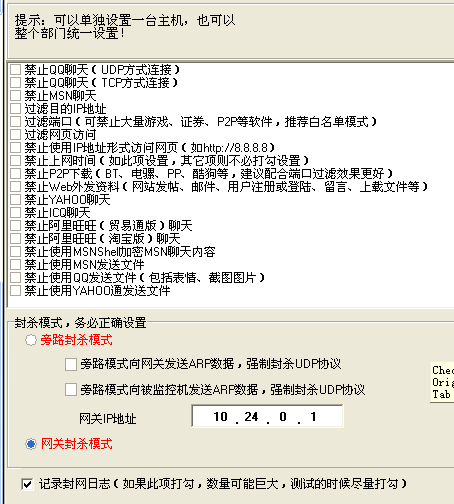 提示：可以单独设置一台主机，也可以
整个部门统一设置！
禁止QQ聊天（UDP方式连接）
禁止QQ聊天（TCP方式连接）
禁止MSN聊天
过滤目的IP地址
过滤端口（可禁止大量游戏、证券、P2P等软件，推荐白名单模式）
过滤网页访问
禁止使用IP地址形式访问网页（如http://8.8.8.8）
禁止上网时间（如此项设置，其它项则不必打勾设置）
禁止P2P下载（BT、电骡、PP、酷狗等，建议配合端口过滤效果更好）
禁止Web外发资料（网站发帖、邮件、用户注册或登陆、留言、上载文件等）
禁止YAHOO聊天
禁止ICQ聊天
禁止阿里旺旺（贸易通版）聊天
禁止阿里旺旺（淘宝版）聊天
禁止使用MSNShell加密MSN聊天内容
禁止使用MSN发送文件
禁止使用QQ发送文件（包括表情、截图图片）
禁止使用YAHOO通发送文件
封杀模式，务必正确设置
旁路封杀模式
旁路模式向网关发送ARP数据，强制封杀UDP协议
旁路模式向被监控机发送ARP数据，强制封杀UDP协议
Chec
Orig
Tab
网关IP地址
10 . 24 . 0 . 1
网关封杀模式
记录封网日志（如果此项打勾，数量可能巨大，测试的时候尽量打勾）